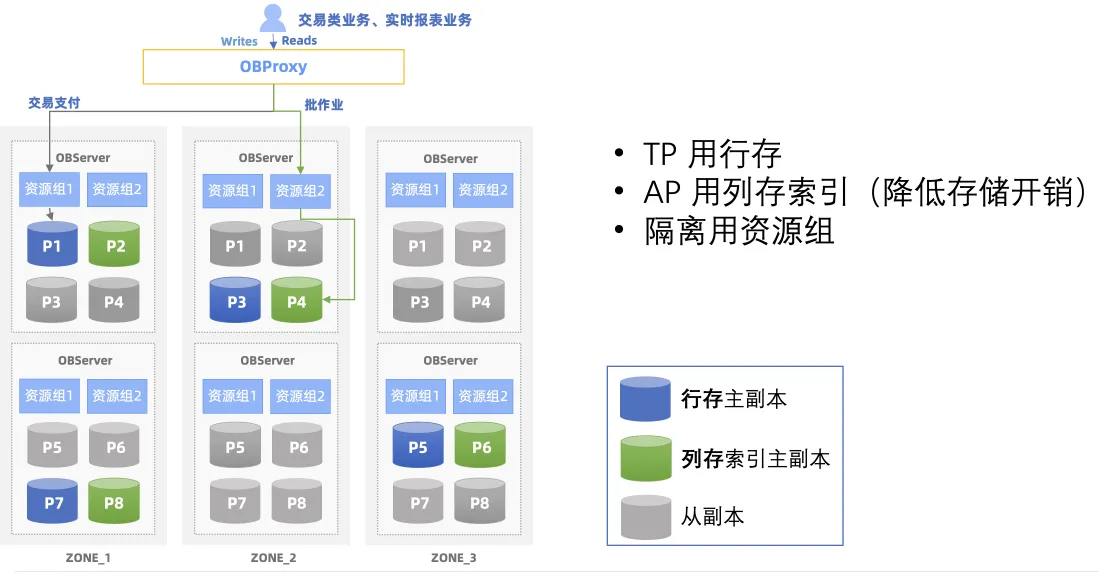 交易类业务、实时报表业务
Writes Reads
OBProxy
交易支付 批作业
OBServer OBServer OBServer
资源组1 资源组2 资源组1 资源组2 资源组1 资源组2
P1 P2 P1 P2 P1 P2
P3 P4 P3 P4 P3 P4
OBServer OBServer OBServer
资源组1 资源组2 资源组1 资源组2 资源组1 资源组2
P5 P6 P5 P6 P5 P6
P7 P8 P7 P8 P7 P8
ZONE_1 ZONE_2 ZONE_3
• TP 用行存
• AP 用列存索引（降低存储开销）
• 隔离用资源组
行存主副本
列存索引主副本
从副本